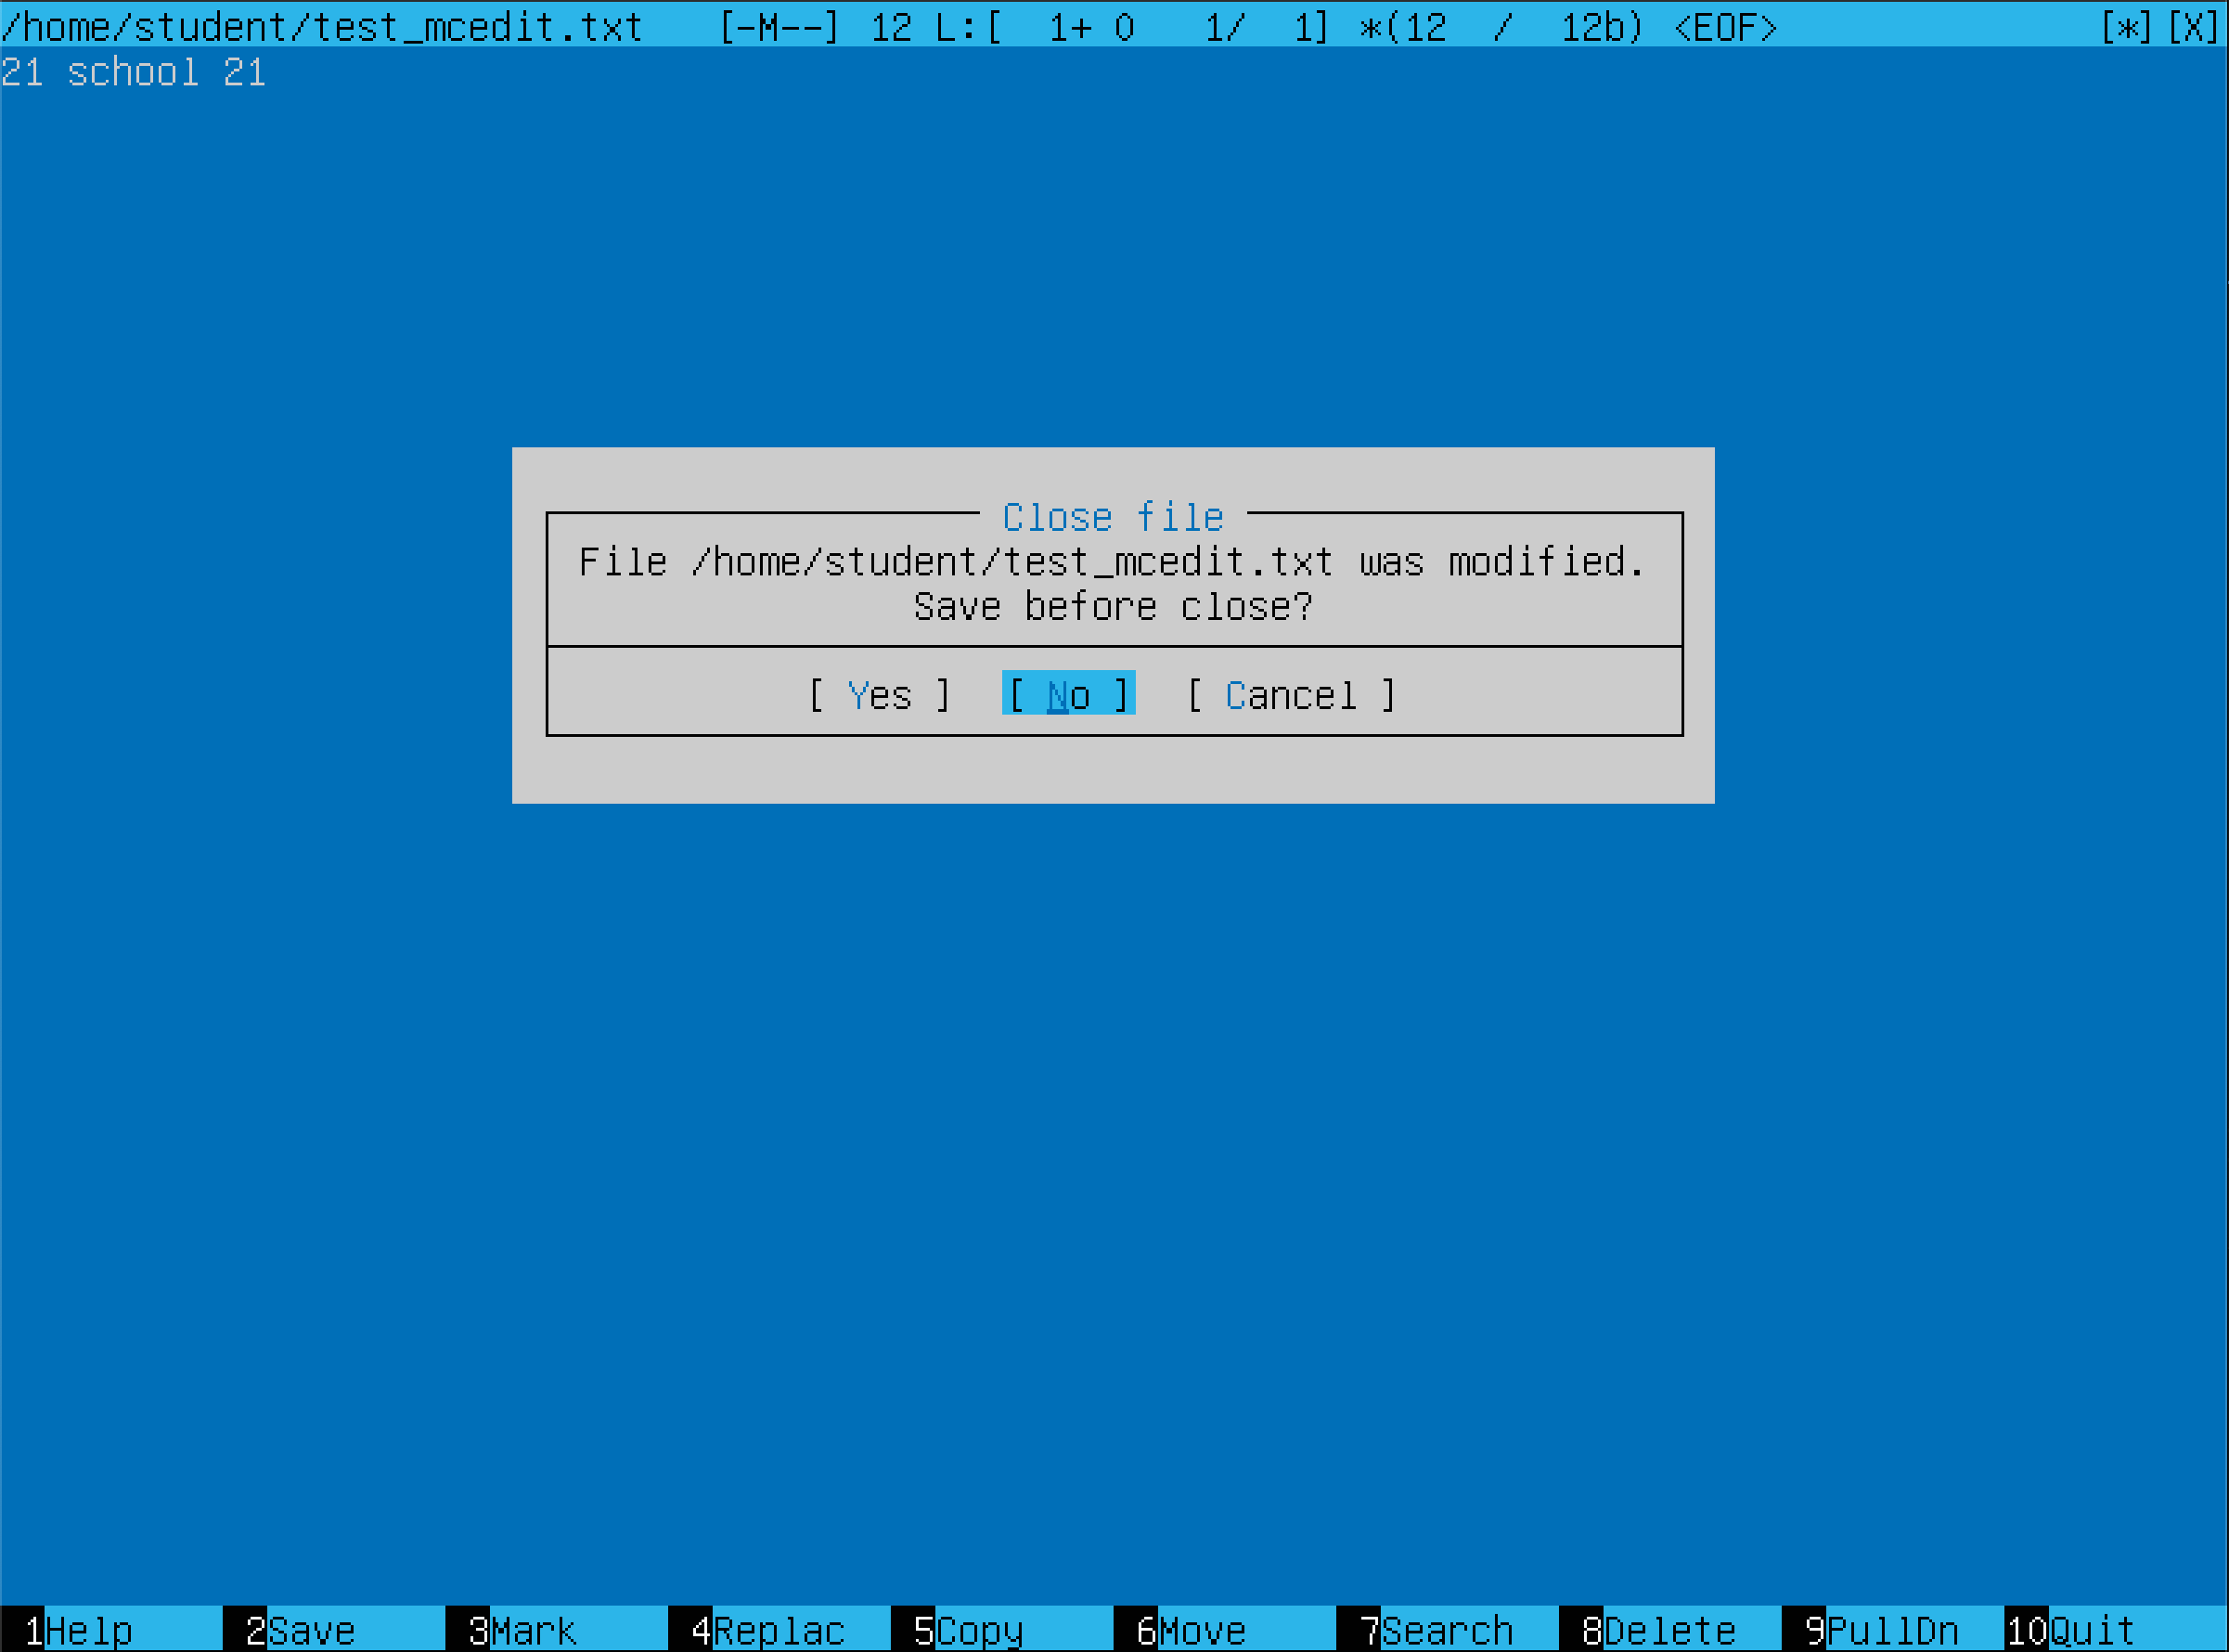 /home/student/test_mcedit.txt [-M--] 12 L:[ 1+ 0 1/ 1] *(12 / 12b) <EOF> [*][X]
21 school 21
Close file
File /home/student/test_mcedit.txt was modified.
Save before close?
[ Yes ] [ No ] [ Cancel ]
1Help 2Save 3Mark 4Replac 5Copy 6Move 7Search 8Delete 9PullDn 10Quit